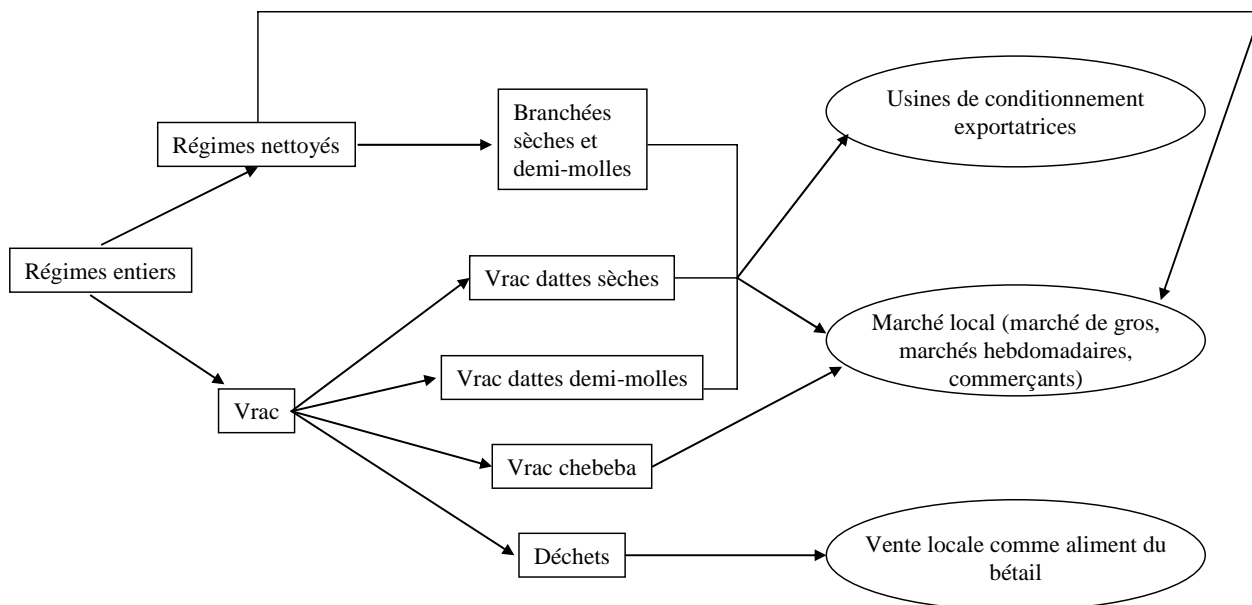 Usines de conditionnement
exportatrices
Branchées
sèches et
demi-molles
Régimes nettoyés
Régimes entiers
Vrac dattes sèches
Marché local (marché de gros,
marchés hebdomadaires,
commerçants)
Vrac dattes demi-molles
Vrac
Vrac chebeba
Déchets
Vente locale comme aliment du
bétail